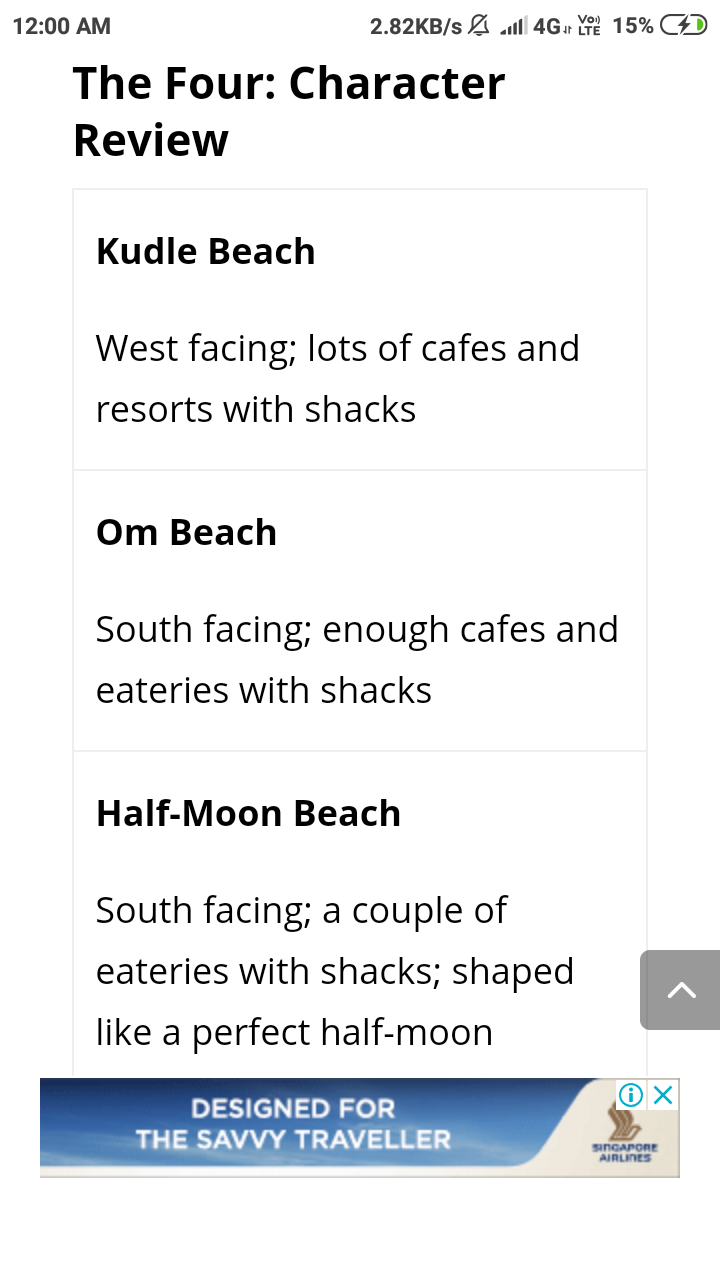 12:00 AM 2.82KB/s 4G Vo) LTE 15%
The Four: Character
Review
Kudle Beach
West facing; lots of cafes and
resorts with shacks
Om Beach
South facing; enough cafes and
eateries with shacks
Half-Moon Beach
South facing; a couple of
eateries with shacks; shaped
like a perfect half-moon
DESIGNED FOR
THE SAVVY TRAVELLER
SINGAPORE
AIRLINES